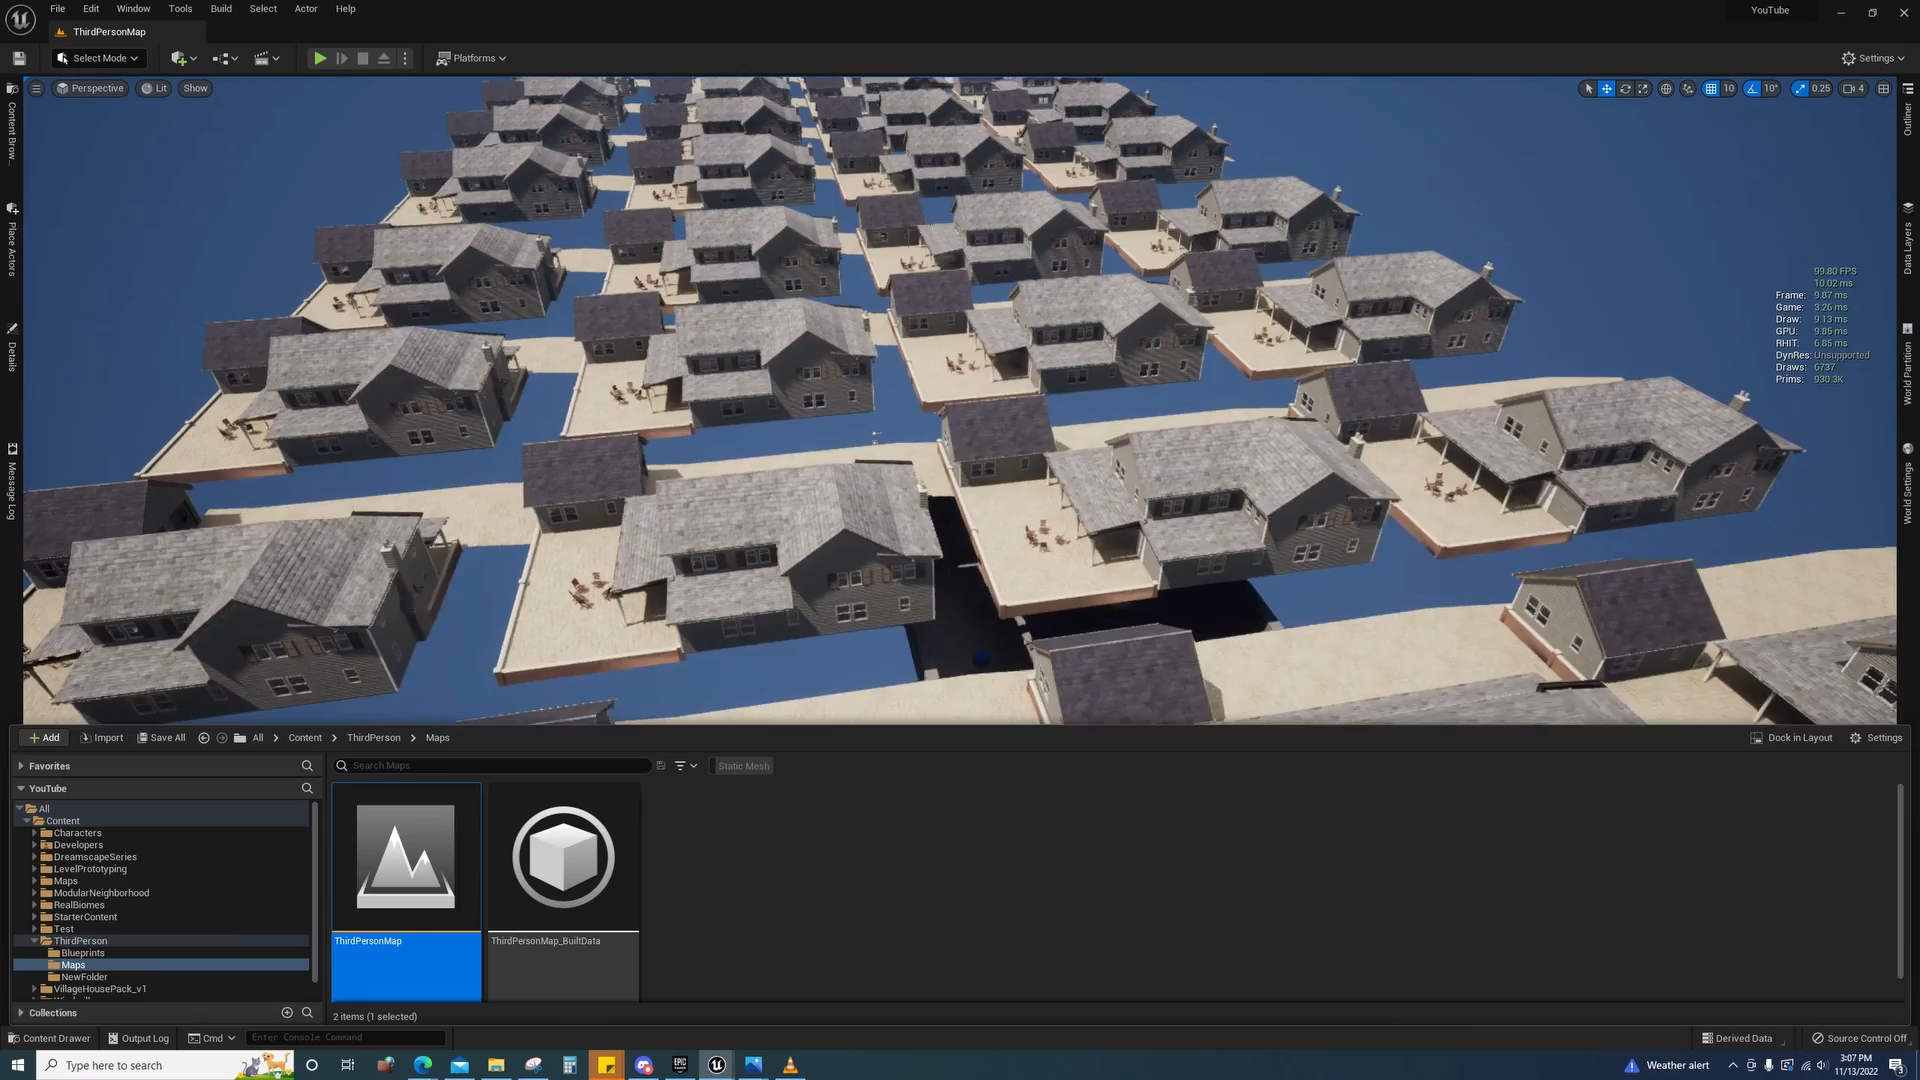 File Edit Window Tools Build Select Actor Help
YouTube
ThirdPersonMap
Select Mode
Platforms
Settings
Perspective Lit Show
10 10° 0.25 4
Content Brow...
Place Actors
Details
Message Log
Outliner
Data Layers
World Partition
World Settings
99.80 FPS
10.02 ms
Frame: 9.87 ms
Game: 3.26 ms
Draw: 9.13 ms
GPU: 9.85 ms
RHIT: 6.85 ms
DynRes: Unsupported
Draws: 6737
Prims: 930.3K
Add Import Save All All Content ThirdPerson Maps
Dock in Layout Settings
Favorites
Search Maps
Static Mesh
YouTube
All
Content
Characters
Developers
DreamscapeSeries
LevelPrototyping
Maps
ModularNeighborhood
RealBiomes
StarterContent
Test
ThirdPerson
Blueprints
Maps
NewFolder
VillageHousePack_v1
ThirdPersonMap
ThirdPersonMap_BuiltData
Collections
2 items (1 selected)
Content Drawer Output Log Cmd Enter Console Command
Derived Data Source Control Off
Type here to search
Weather alert
3:07 PM
11/13/2022
3